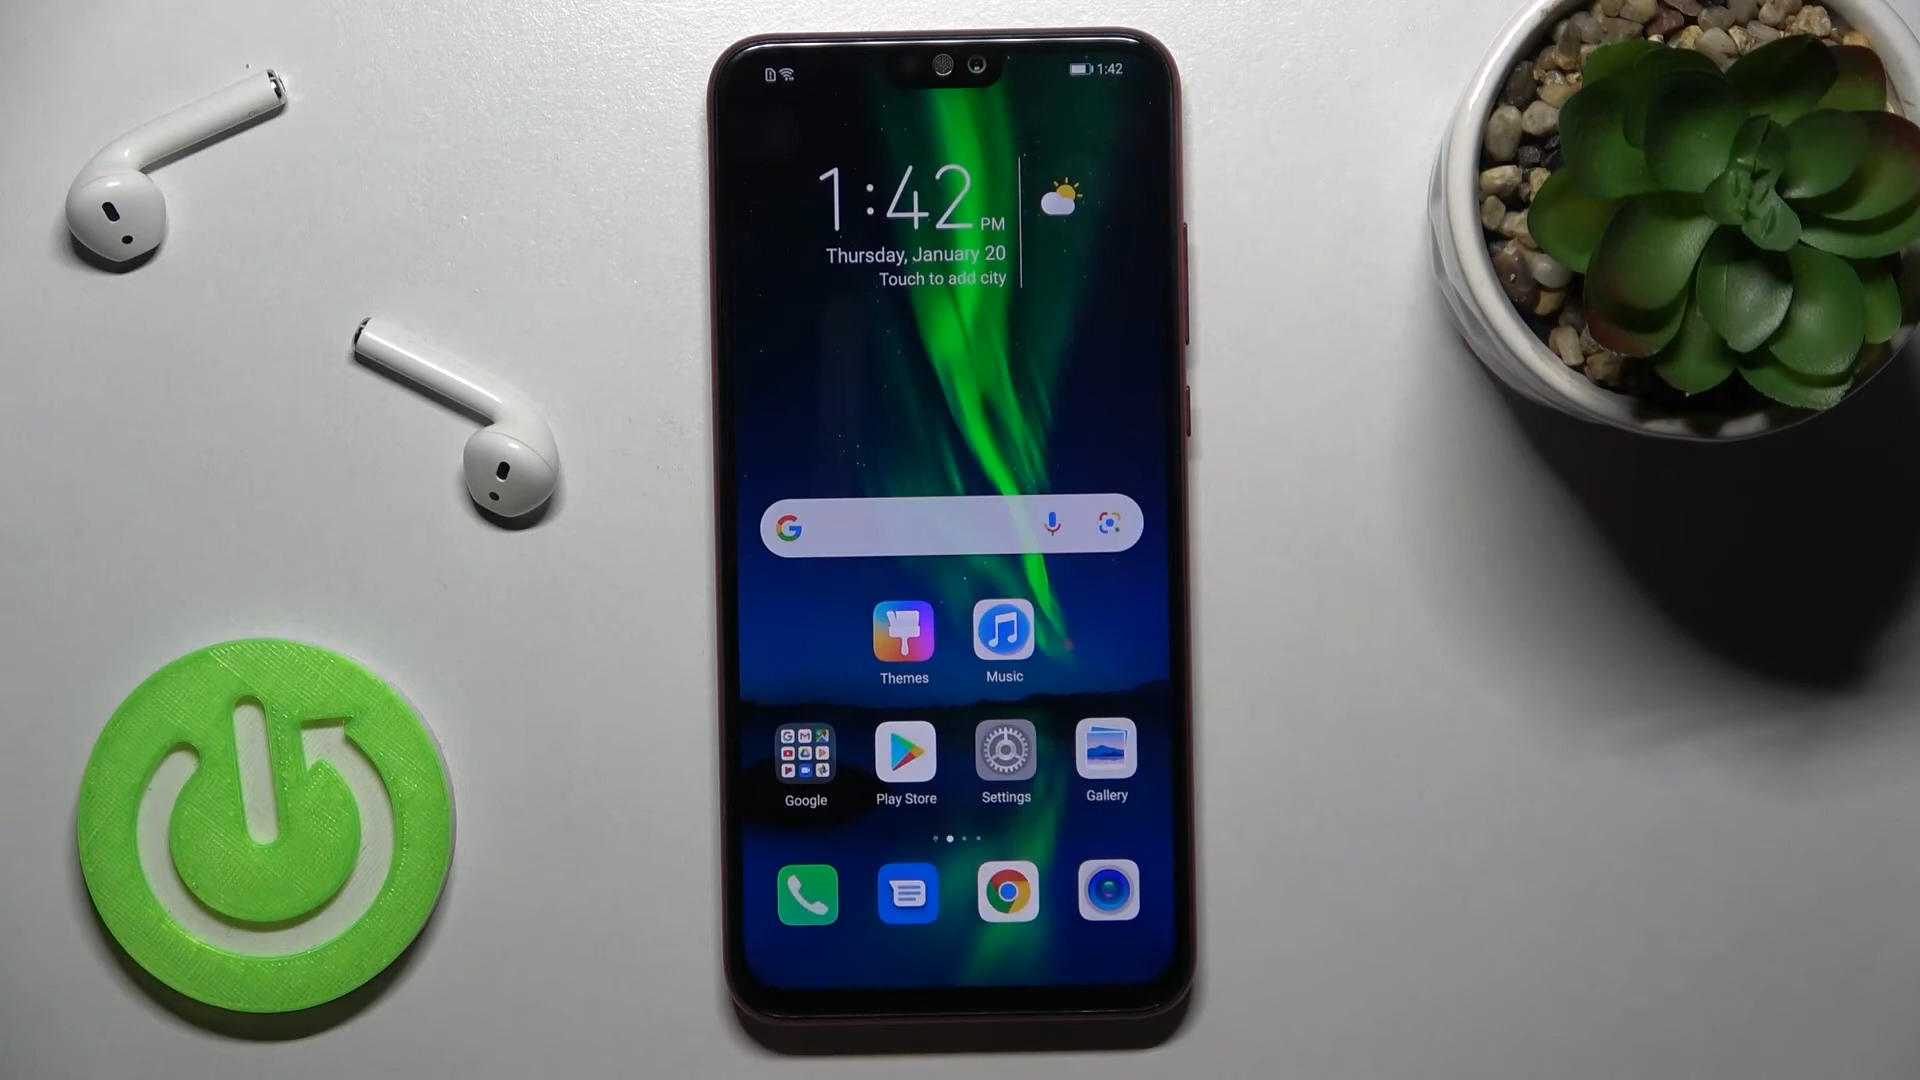 1:42
1:42 PM
Thursday, January 20
Touch to add city
G
Themes
Music
Google
Play Store
Settings
Gallery